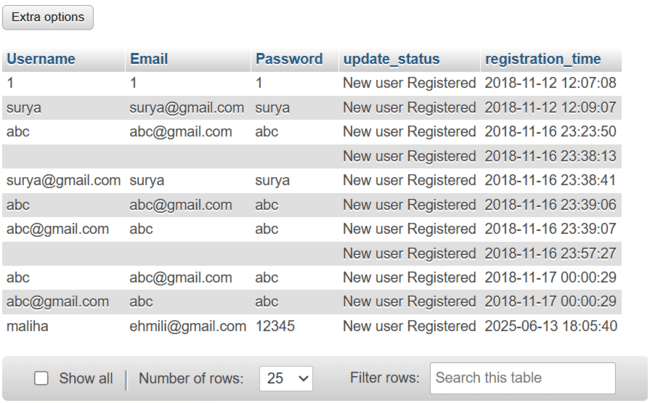 Extra options
Username Email Password update_status registration_time
1 1 1 New user Registered 2018-11-12 12:07:08
surya surya@gmail.com surya New user Registered 2018-11-12 12:09:07
abc abc@gmail.com abc New user Registered 2018-11-16 23:23:50
New user Registered 2018-11-16 23:38:13
surya@gmail.com surya surya New user Registered 2018-11-16 23:38:41
abc abc@gmail.com abc New user Registered 2018-11-16 23:39:06
abc@gmail.com abc abc New user Registered 2018-11-16 23:39:07
New user Registered 2018-11-16 23:57:27
abc abc@gmail.com abc New user Registered 2018-11-17 00:00:29
abc@gmail.com abc abc New user Registered 2018-11-17 00:00:29
maliha ehmili@gmail.com 12345 New user Registered 2025-06-13 18:05:40
Show all Number of rows: 25 Filter rows: Search this table